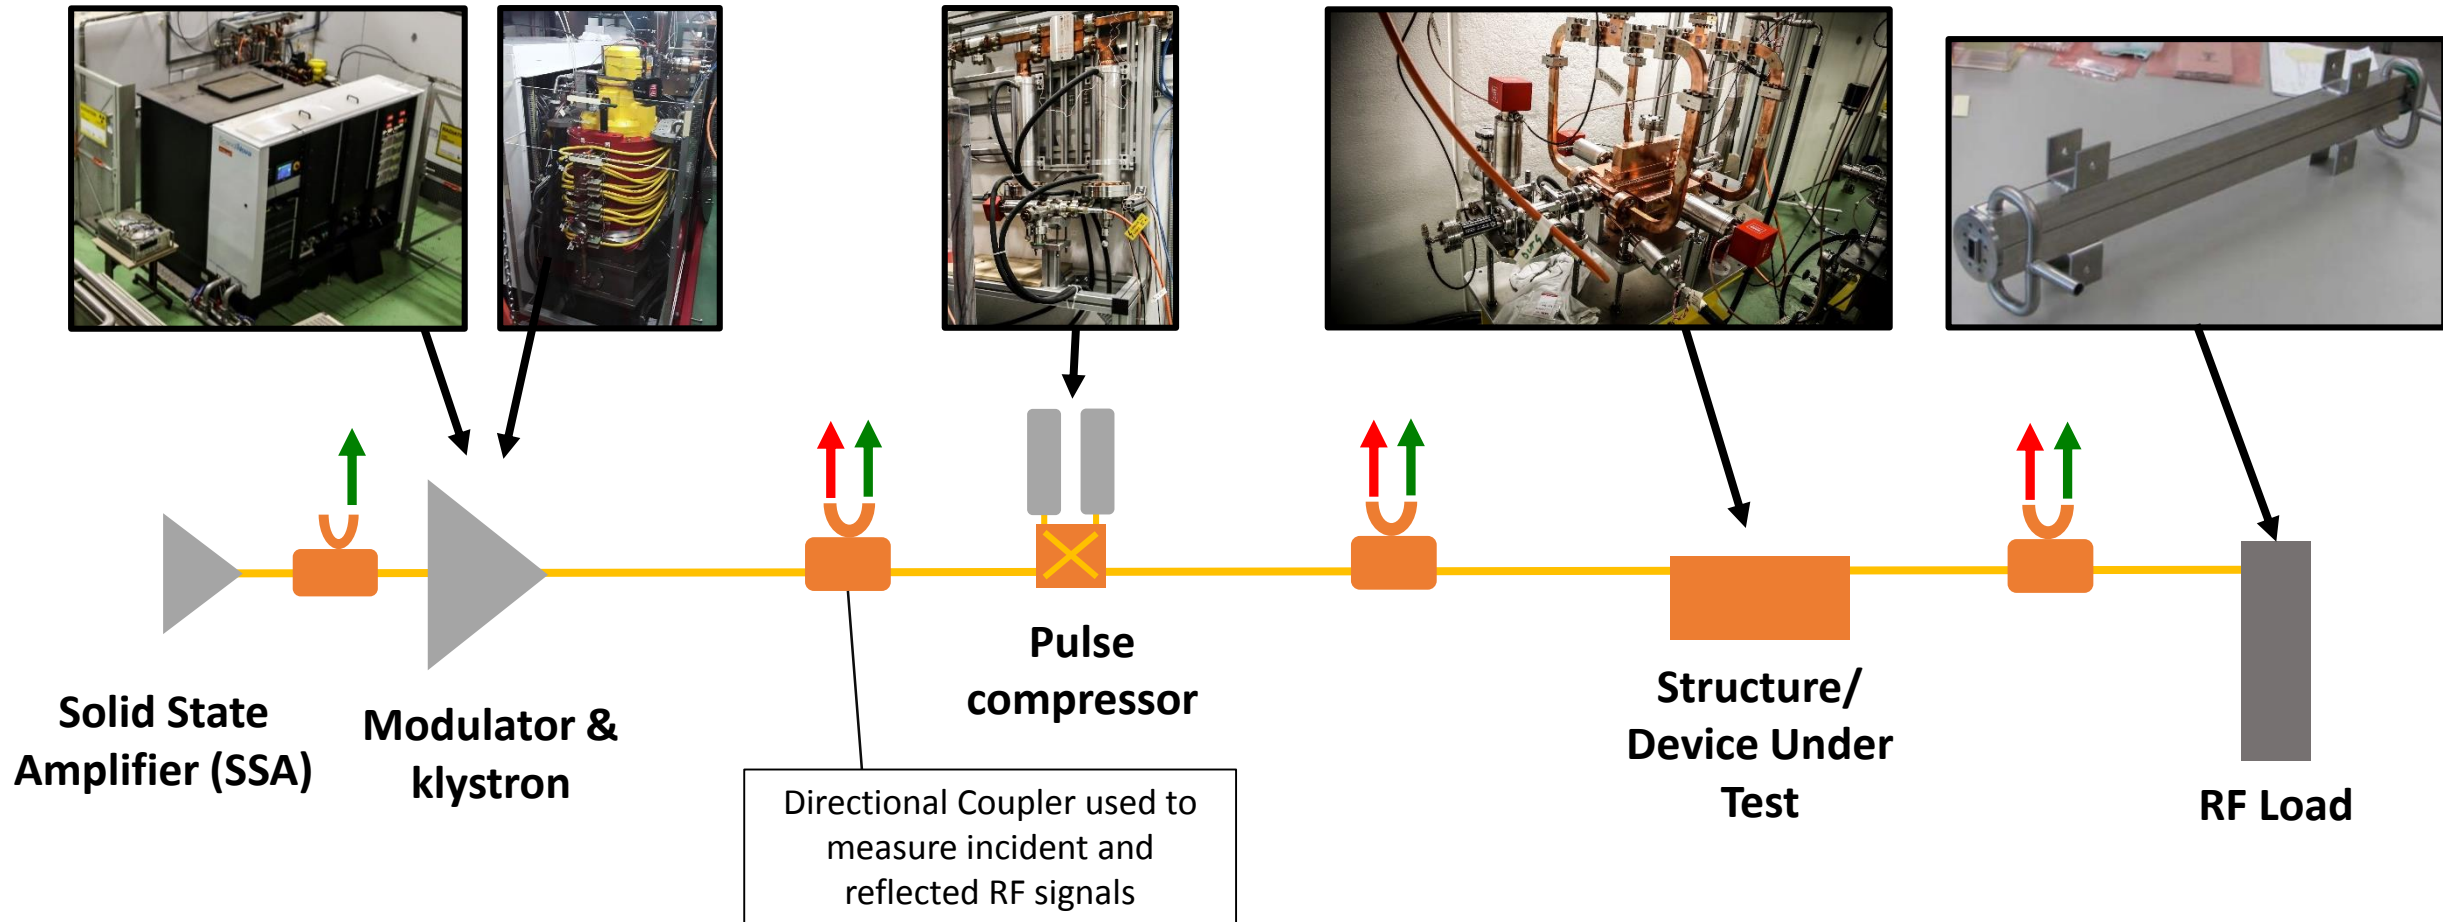 Solid State
Amplifier (SSA)
Modulator &
klystron
Pulse
compressor
Directional Coupler used to
measure incident and
reflected RF signals
Structure/
Device Under
Test
RF Load